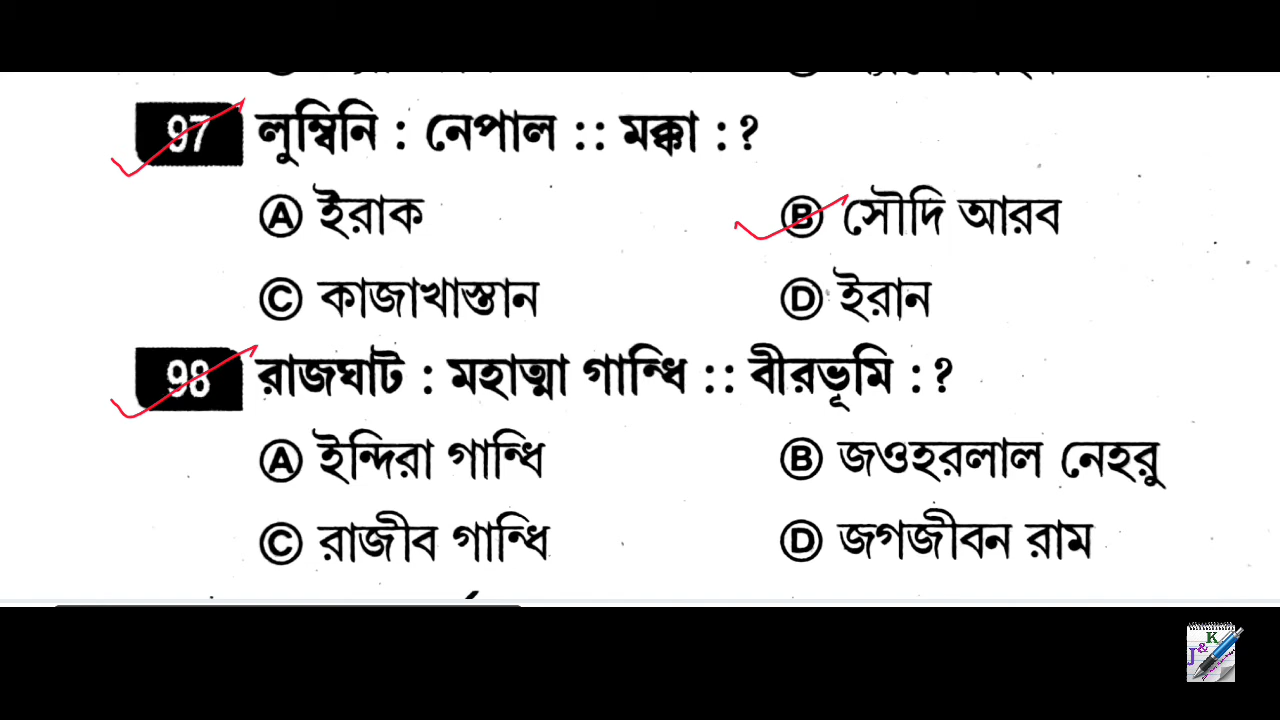 97 লুম্বিনি : নেপাল :: মক্কা : ?
Ⓐ ইরাক Ⓑ সৌদি আরব
Ⓒ কাজাখাস্তান Ⓓ ইরান
98 রাজঘাট : মহাত্মা গান্ধি :: বীরভূমি : ?
Ⓐ ইন্দিরা গান্ধি Ⓑ জওহরলাল নেহরু
Ⓒ রাজীব গান্ধি Ⓓ জগজীবন রাম
J&K